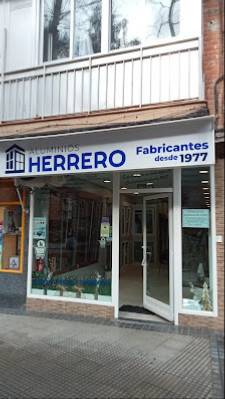 ALUMINIOS
HERRERO
Fabricantes
desde 1977